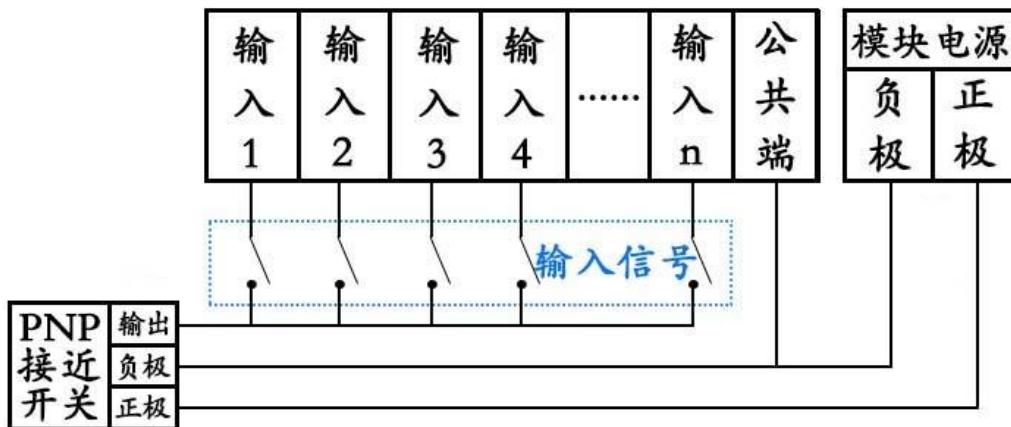 输入1
输入2
输入3
输入4
……
输入n
公共端
模块电源
负极
正极
输入信号
PNP接近开关
输出
负极
正极